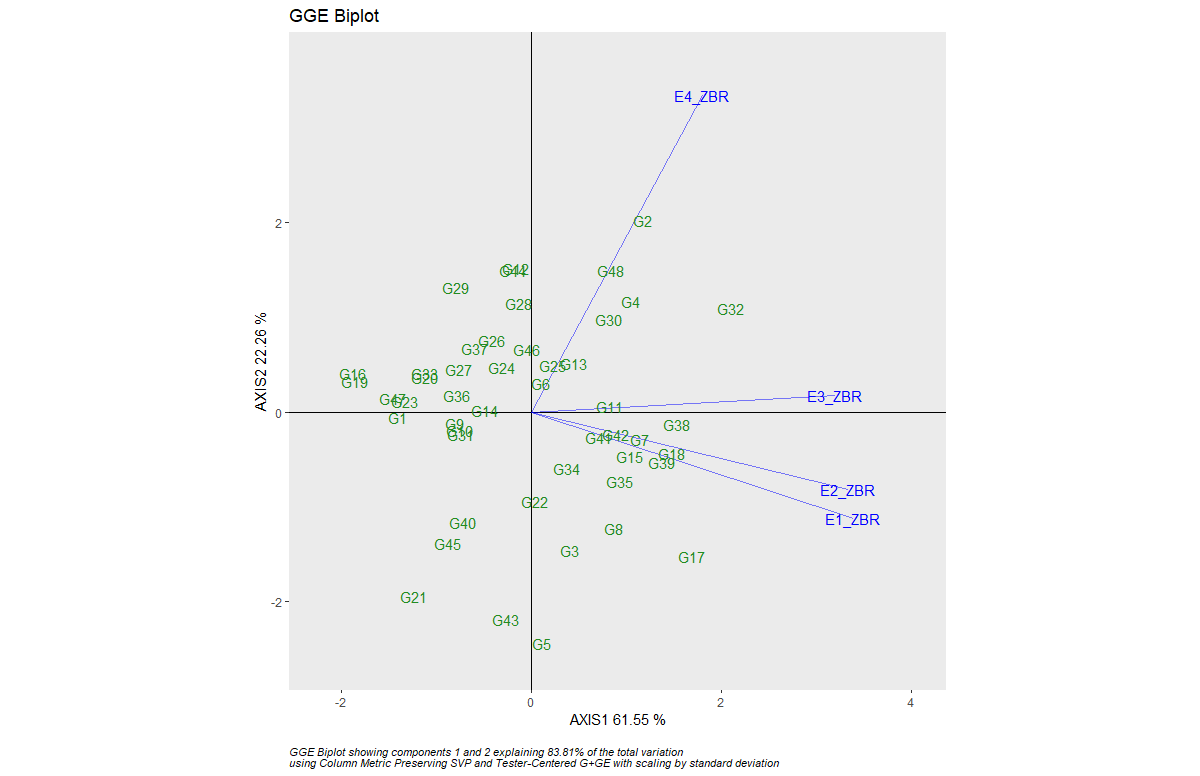 GGE Biplot
E4_ZBR
G2
2
G44
G12
G48
G29
G28
G4
G32
G30
G26
G37
G46
G24
G25
G13
G27
G16
G19
G33
G20
G6
AXIS2 22.26 %
G36
G47
G23
E3_ZBR
G11
0
G14
G1
G9
G10
G31
G38
G41
G42
G7
G15
G18
G39
G34
G35
E2_ZBR
G22
E1_ZBR
G40
G8
G45
G3
G17
G21
-2
G43
G5
-2
0
2
4
AXIS1 61.55 %
GGE Biplot showing components 1 and 2 explaining 83.81% of the total variation
using Column Metric Preserving SVP and Tester-Centered G+GE with scaling by standard deviation